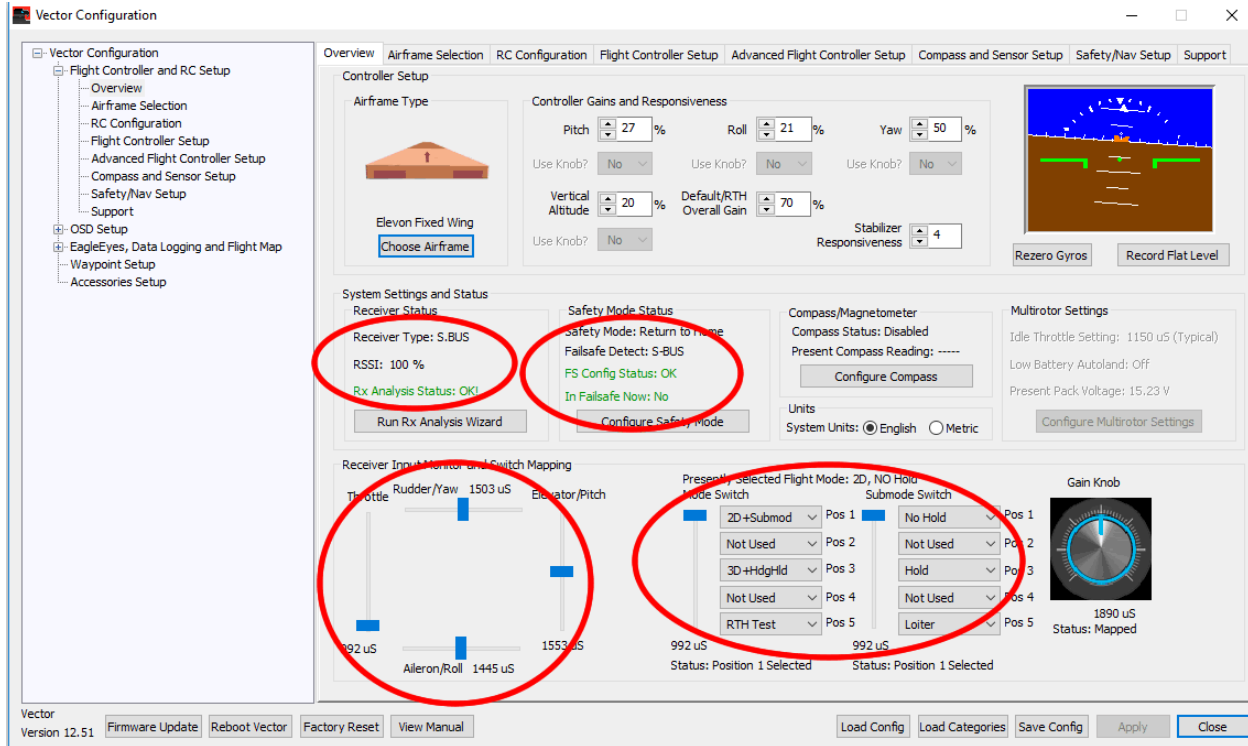 Vector Configuration
Vector Configuration
Flight Controller and RC Setup
Overview
Airframe Selection
RC Configuration
Flight Controller Setup
Advanced Flight Controller Setup
Compass and Sensor Setup
Safety/Nav Setup
Support
OSD Setup
EagleEyes, Data Logging and Flight Map
Waypoint Setup
Accessories Setup
Overview Airframe Selection RC Configuration Flight Controller Setup Advanced Flight Controller Setup Compass and Sensor Setup Safety/Nav Setup Support
Controller Setup
Airframe Type
Elevon Fixed Wing
Choose Airframe
Controller Gains and Responsiveness
Pitch 27 % Roll 21 % Yaw 50 %
Use Knob? No Use Knob? No Use Knob? No
Vertical Altitude 20 % Default/RTH Overall Gain 70 %
Use Knob? No
Stabilizer Responsiveness 4
Rezero Gyros Record Flat Level
System Settings and Status
Receiver Status
Receiver Type: S.BUS
RSSI: 100 %
Rx Analysis Status: OK!
Run Rx Analysis Wizard
Safety Mode Status
Safety Mode: Return to Home
Failsafe Detect: S-BUS
FS Config Status: OK
In Failsafe Now: No
Configure Safety Mode
Compass/Magnetometer
Compass Status: Disabled
Present Compass Reading: -----
Configure Compass
Units
System Units: English Metric
Multirotor Settings
Idle Throttle Setting: 1150 uS (Typical)
Low Battery Autoland: Off
Present Pack Voltage: 15.23 V
Configure Multirotor Settings
Receiver Input Monitor and Switch Mapping
Throttle
992 uS
Rudder/Yaw 1503 uS
Elevator/Pitch
1553 uS
Aileron/Roll 1445 uS
Presently Selected Flight Mode: 2D, NO Hold
Mode Switch Submode Switch
2D+Submod Pos 1 No Hold Pos 1
Not Used Pos 2 Not Used Pos 2
3D+HdgHld Pos 3 Hold Pos 3
Not Used Pos 4 Not Used Pos 4
RTH Test Pos 5 Loiter Pos 5
992 uS 992 uS
Status: Position 1 Selected Status: Position 1 Selected
Gain Knob
1890 uS
Status: Mapped
Vector
Version 12.51
Firmware Update Reboot Vector Factory Reset View Manual Load Config Load Categories Save Config Apply Close